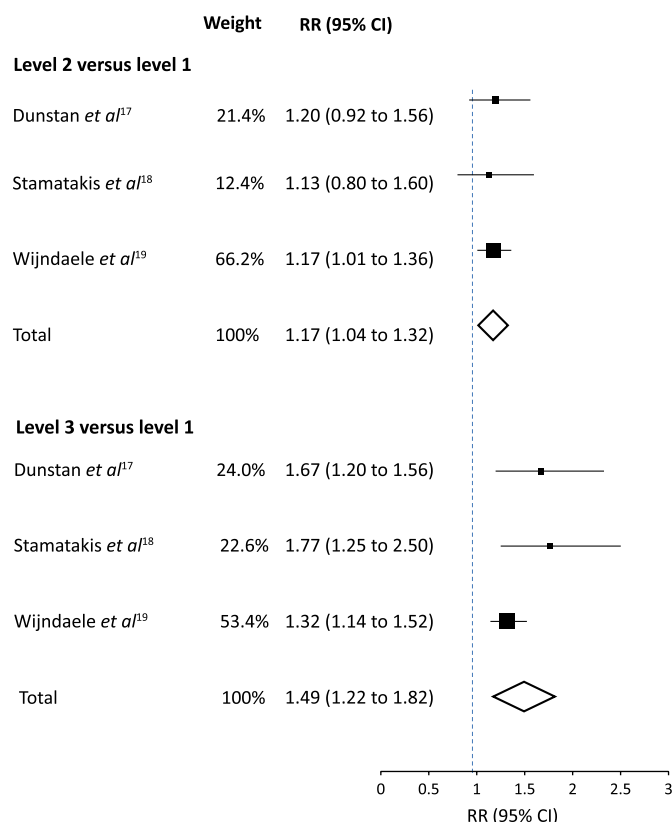 Weight RR (95% CI)
Level 2 versus level 1
Dunstan et al17 21.4% 1.20 (0.92 to 1.56)
Stamatakis et al18 12.4% 1.13 (0.80 to 1.60)
Wijndaele et al19 66.2% 1.17 (1.01 to 1.36)
Total 100% 1.17 (1.04 to 1.32)
Level 3 versus level 1
Dunstan et al17 24.0% 1.67 (1.20 to 1.56)
Stamatakis et al18 22.6% 1.77 (1.25 to 2.50)
Wijndaele et al19 53.4% 1.32 (1.14 to 1.52)
Total 100% 1.49 (1.22 to 1.82)
0 0.5 1 1.5 2 2.5 3
RR (95% CI)